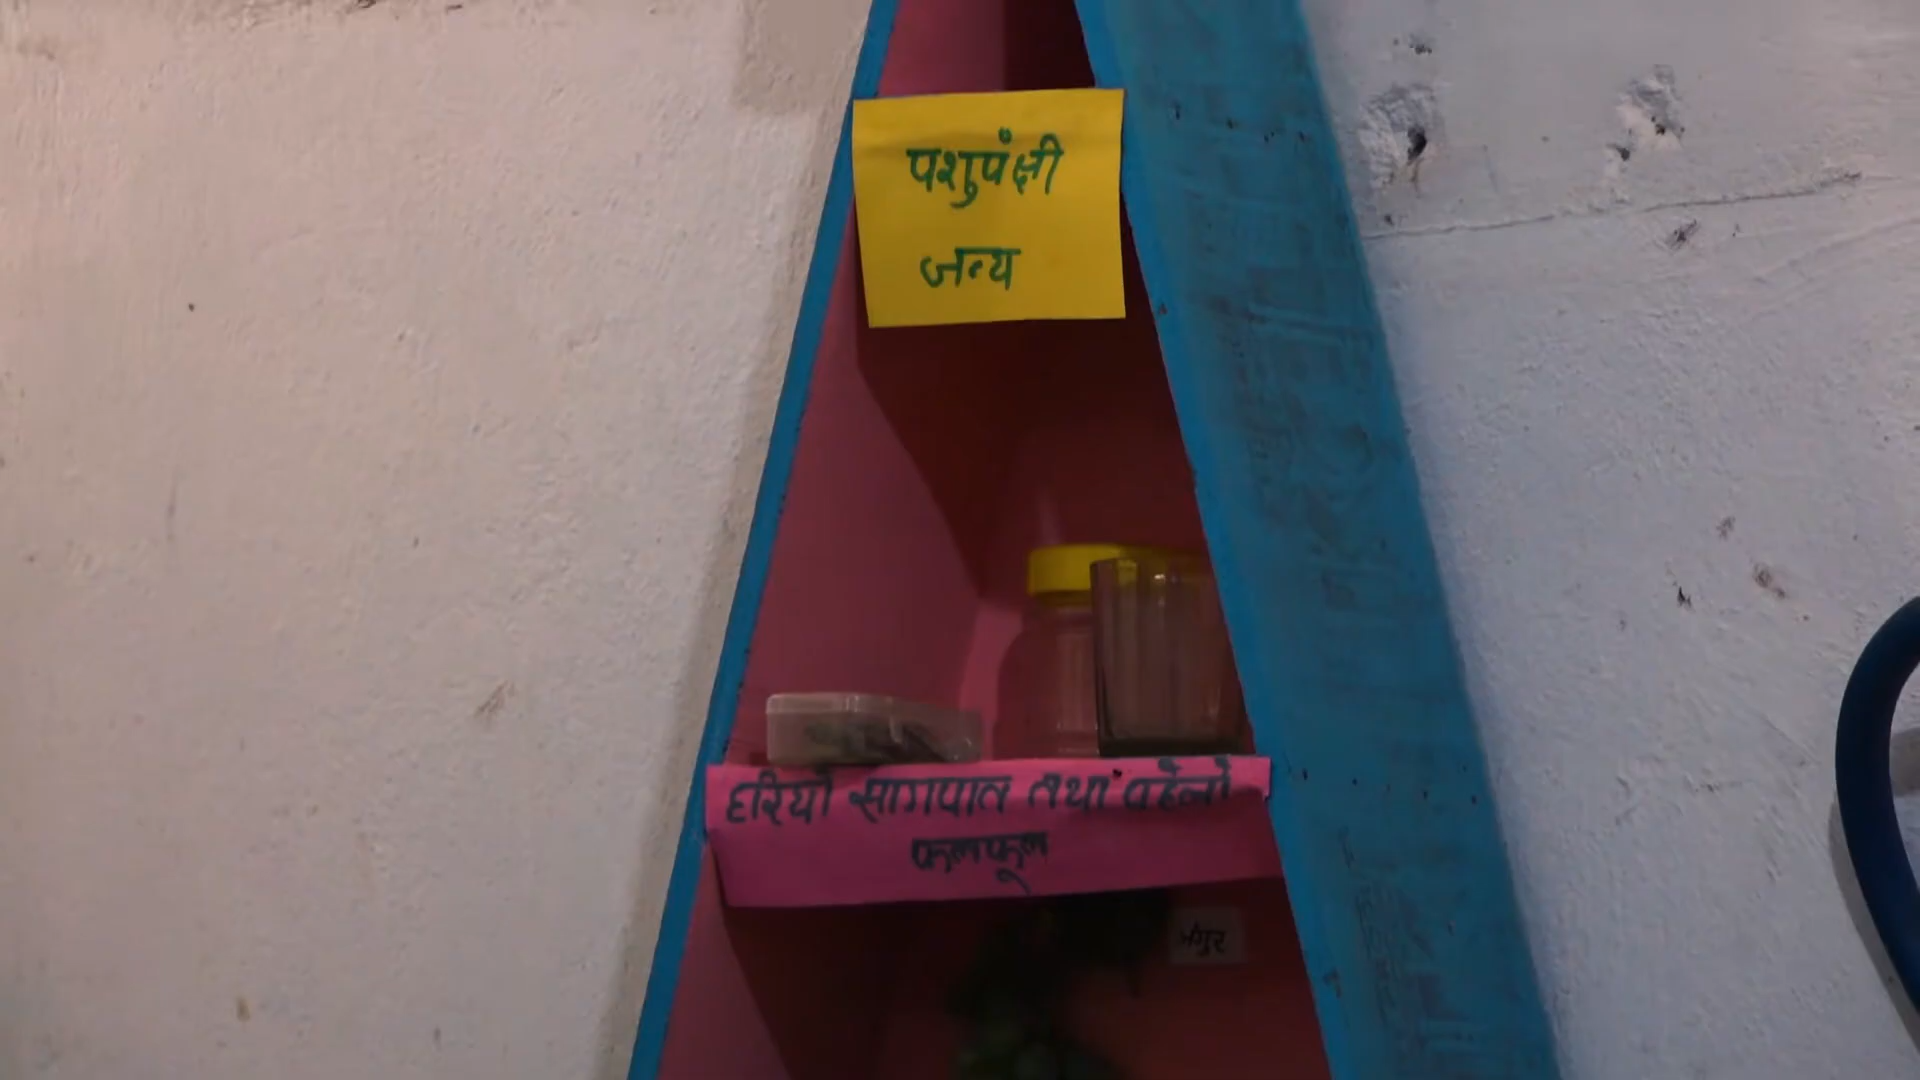 पशुपंक्षी
जन्य
हरियो सागपात तथा पहेलो
फलफूल
अंगुर